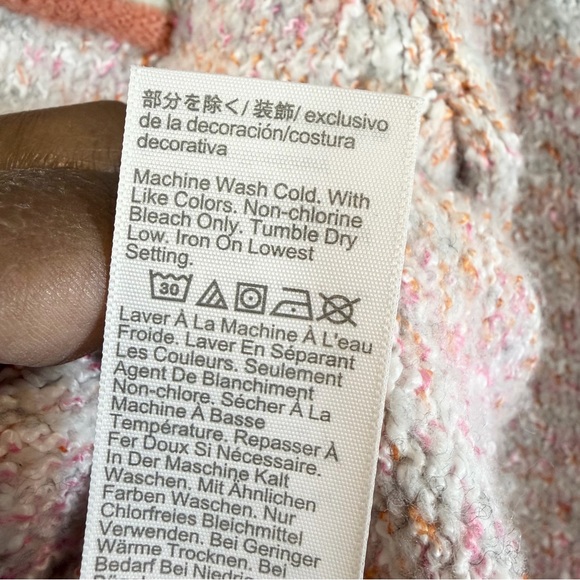 部分を除く/装飾/ exclusivo
de la decoración/costura
decorativa
Machine Wash Cold. With
Like Colors. Non-chlorine
Bleach Only. Tumble Dry
Low. Iron On Lowest
Setting.
30
Laver À La Machine À L'eau
Froide. Laver En Séparant
Les Couleurs. Seulement
Agent De Blanchiment
Non-chlore. Sécher À La
Machine À Basse
Température. Repasser À
Fer Doux Si Nécessaire.
In Der Maschine Kalt
Waschen. Mit Ähnlichen
Farben Waschen. Nur
Chlorfreies Bleichmittel
Verwenden. Bei Geringer
Wärme Trocknen. Bei
Bedarf Bei Niedrig